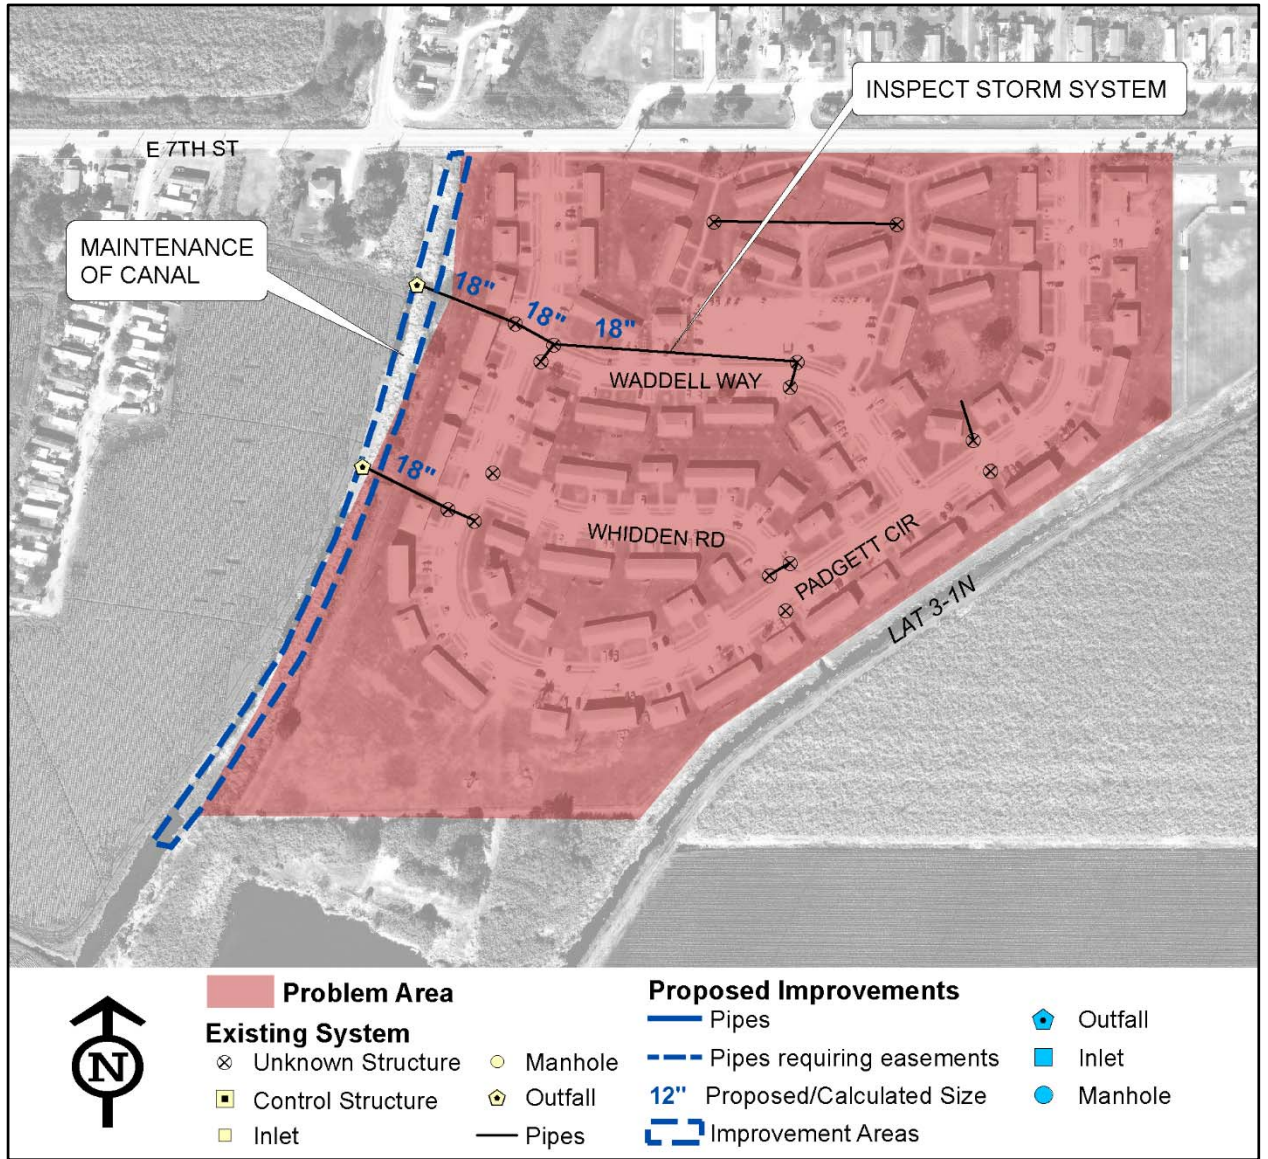 INSPECT STORM SYSTEM
E 7TH ST
MAINTENANCE
OF CANAL
18"
18"
18"
WADDELL WAY
18"
WHIDDEN RD
PADGETT CIR
LAT 3-1N
Problem Area
Existing System
Unknown Structure
Manhole
Control Structure
Outfall
Inlet
Pipes
Proposed Improvements
Pipes
Outfall
Pipes requiring easements
Inlet
12" Proposed/Calculated Size
Manhole
Improvement Areas
N